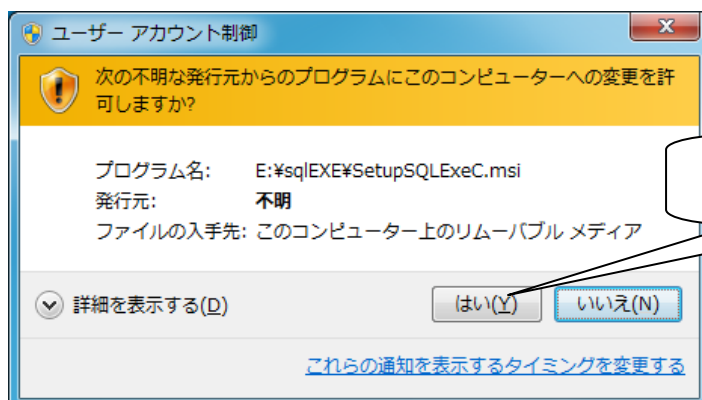 ユーザー アカウント制御
次の不明な発行元からのプログラムにこのコンピューターへの変更を許
可しますか?
プログラム名: E:¥sqlEXE¥SetupSQLExeC.msi
発行元: 不明
ファイルの入手先: このコンピューター上のリムーバブル メディア
詳細を表示する(D) はい(Y) いいえ(N)
これらの通知を表示するタイミングを変更する